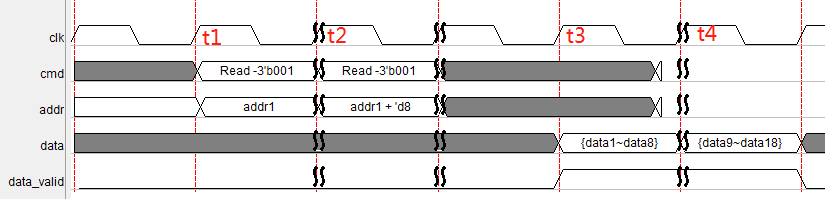 clk t1 t2 t3 t4
cmd Read -3'b001 Read -3'b001
addr addr1 addr1 + 'd8
data {data1~data8} {data9~data18}
data_valid